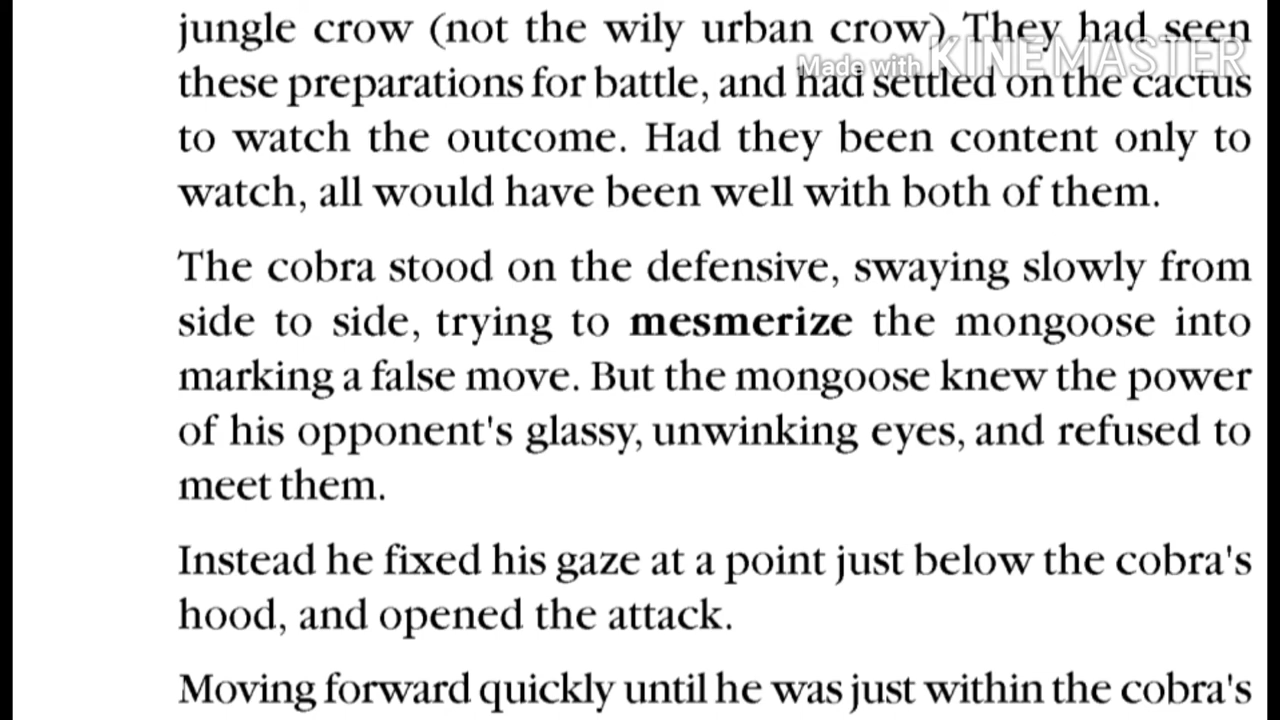 jungle crow (not the wily urban crow). They had seen
Made with KINEMASTER
these preparations for battle, and had settled on the cactus
to watch the outcome. Had they been content only to
watch, all would have been well with both of them.
The cobra stood on the defensive, swaying slowly from
side to side, trying to mesmerize the mongoose into
marking a false move. But the mongoose knew the power
of his opponent's glassy, unwinking eyes, and refused to
meet them.
Instead he fixed his gaze at a point just below the cobra's
hood, and opened the attack.
Moving forward quickly until he was just within the cobra's